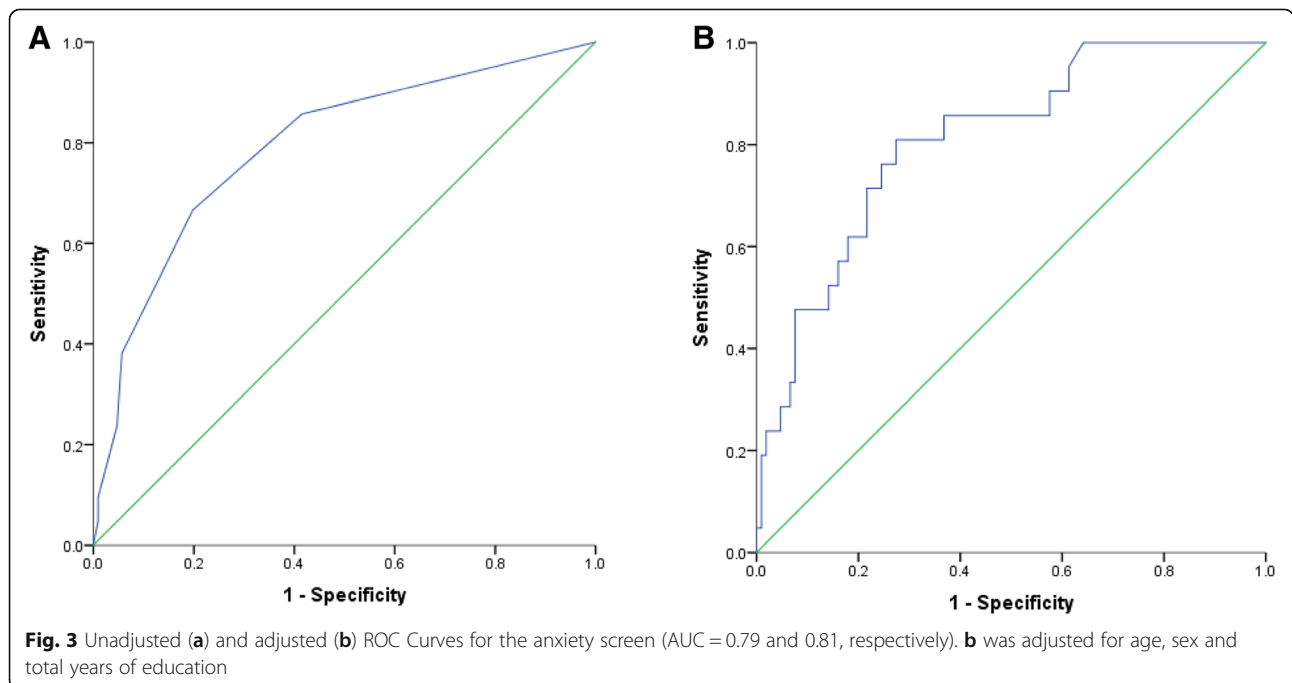 A
B
1.0
0.8
0.6
0.4
0.2
0.0
Sensitivity
0.0 0.2 0.4 0.6 0.8 1.0
1 - Specificity
1.0
0.8
0.6
0.4
0.2
0.0
Sensitivity
0.0 0.2 0.4 0.6 0.8 1.0
1 - Specificity
Fig. 3 Unadjusted (a) and adjusted (b) ROC Curves for the anxiety screen (AUC = 0.79 and 0.81, respectively). b was adjusted for age, sex and
total years of education